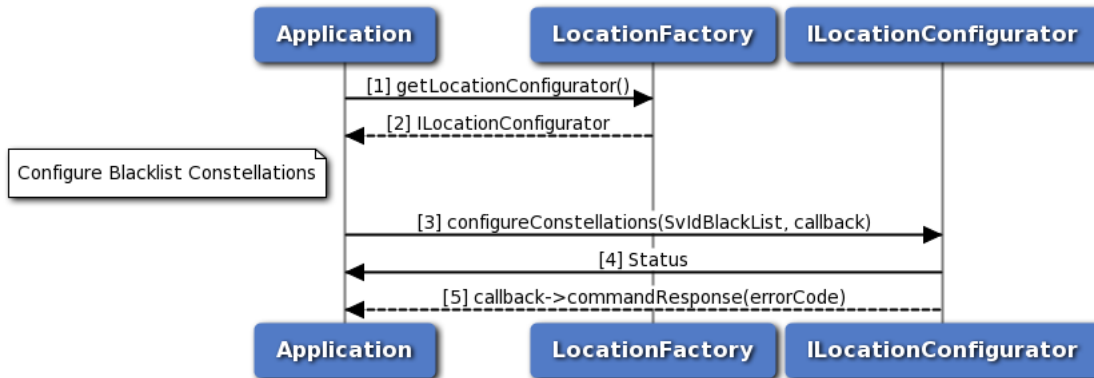 Application
LocationFactory
ILocationConfigurator
[1] getLocationConfigurator()
[2] ILocationConfigurator
Configure Blacklist Constellations
[3] configureConstellations(SvIdBlackList, callback)
[4] Status
[5] callback->commandResponse(errorCode)
Application
LocationFactory
ILocationConfigurator